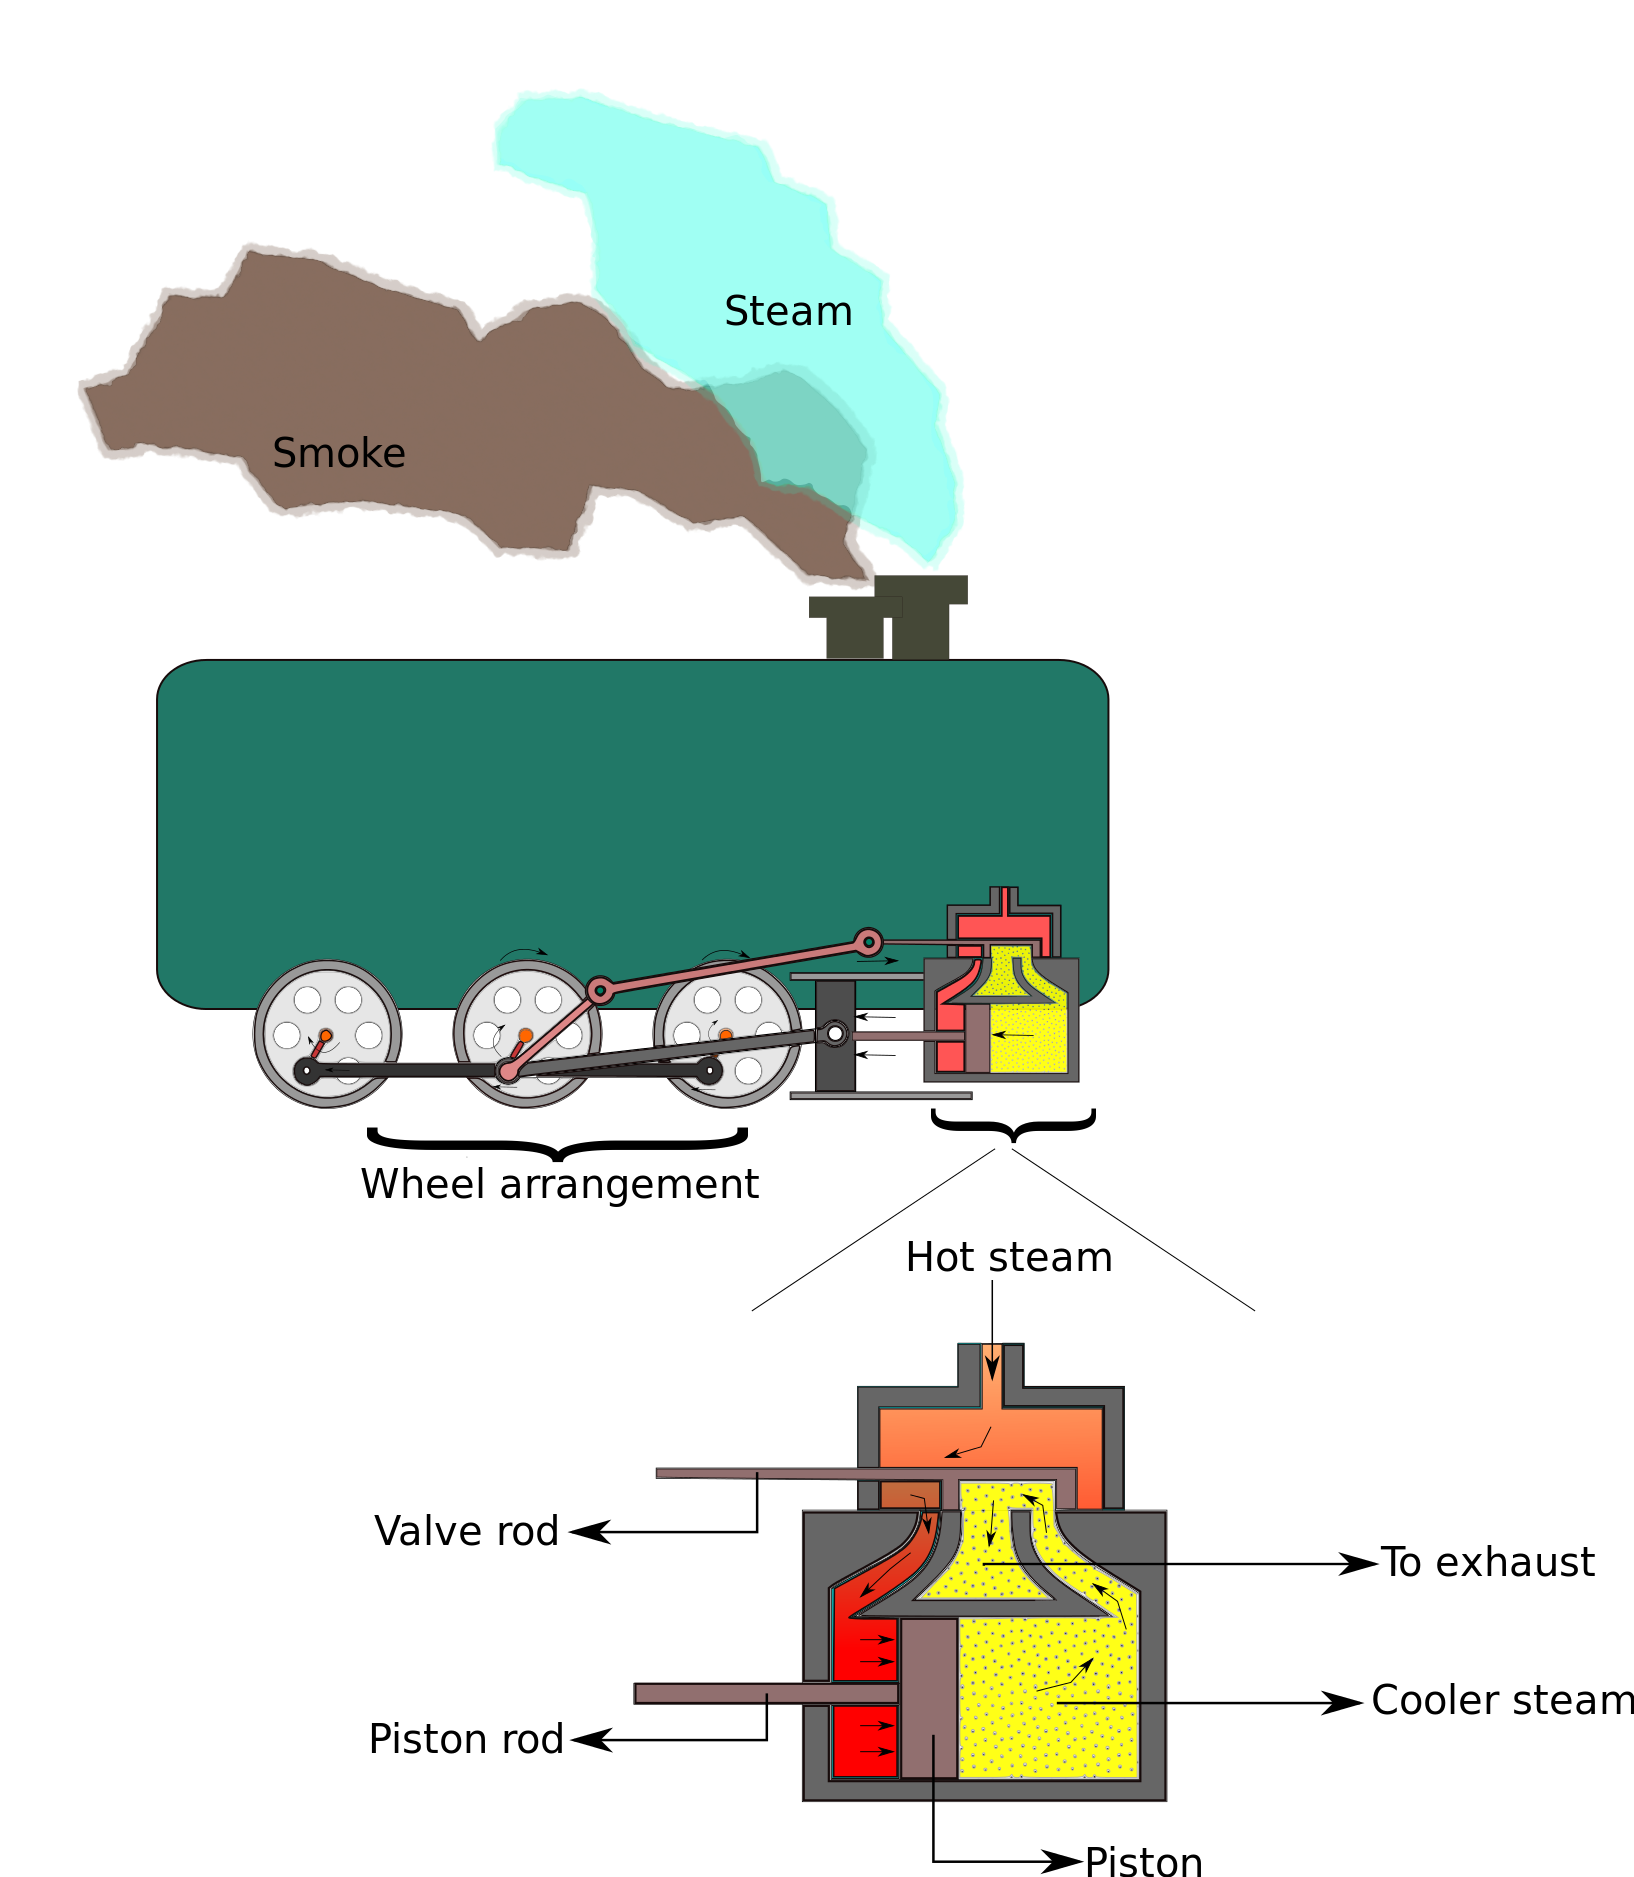 Steam
Smoke
Wheel arrangement
Hot steam
Valve rod
To exhaust
Cooler steam
Piston rod
Piston